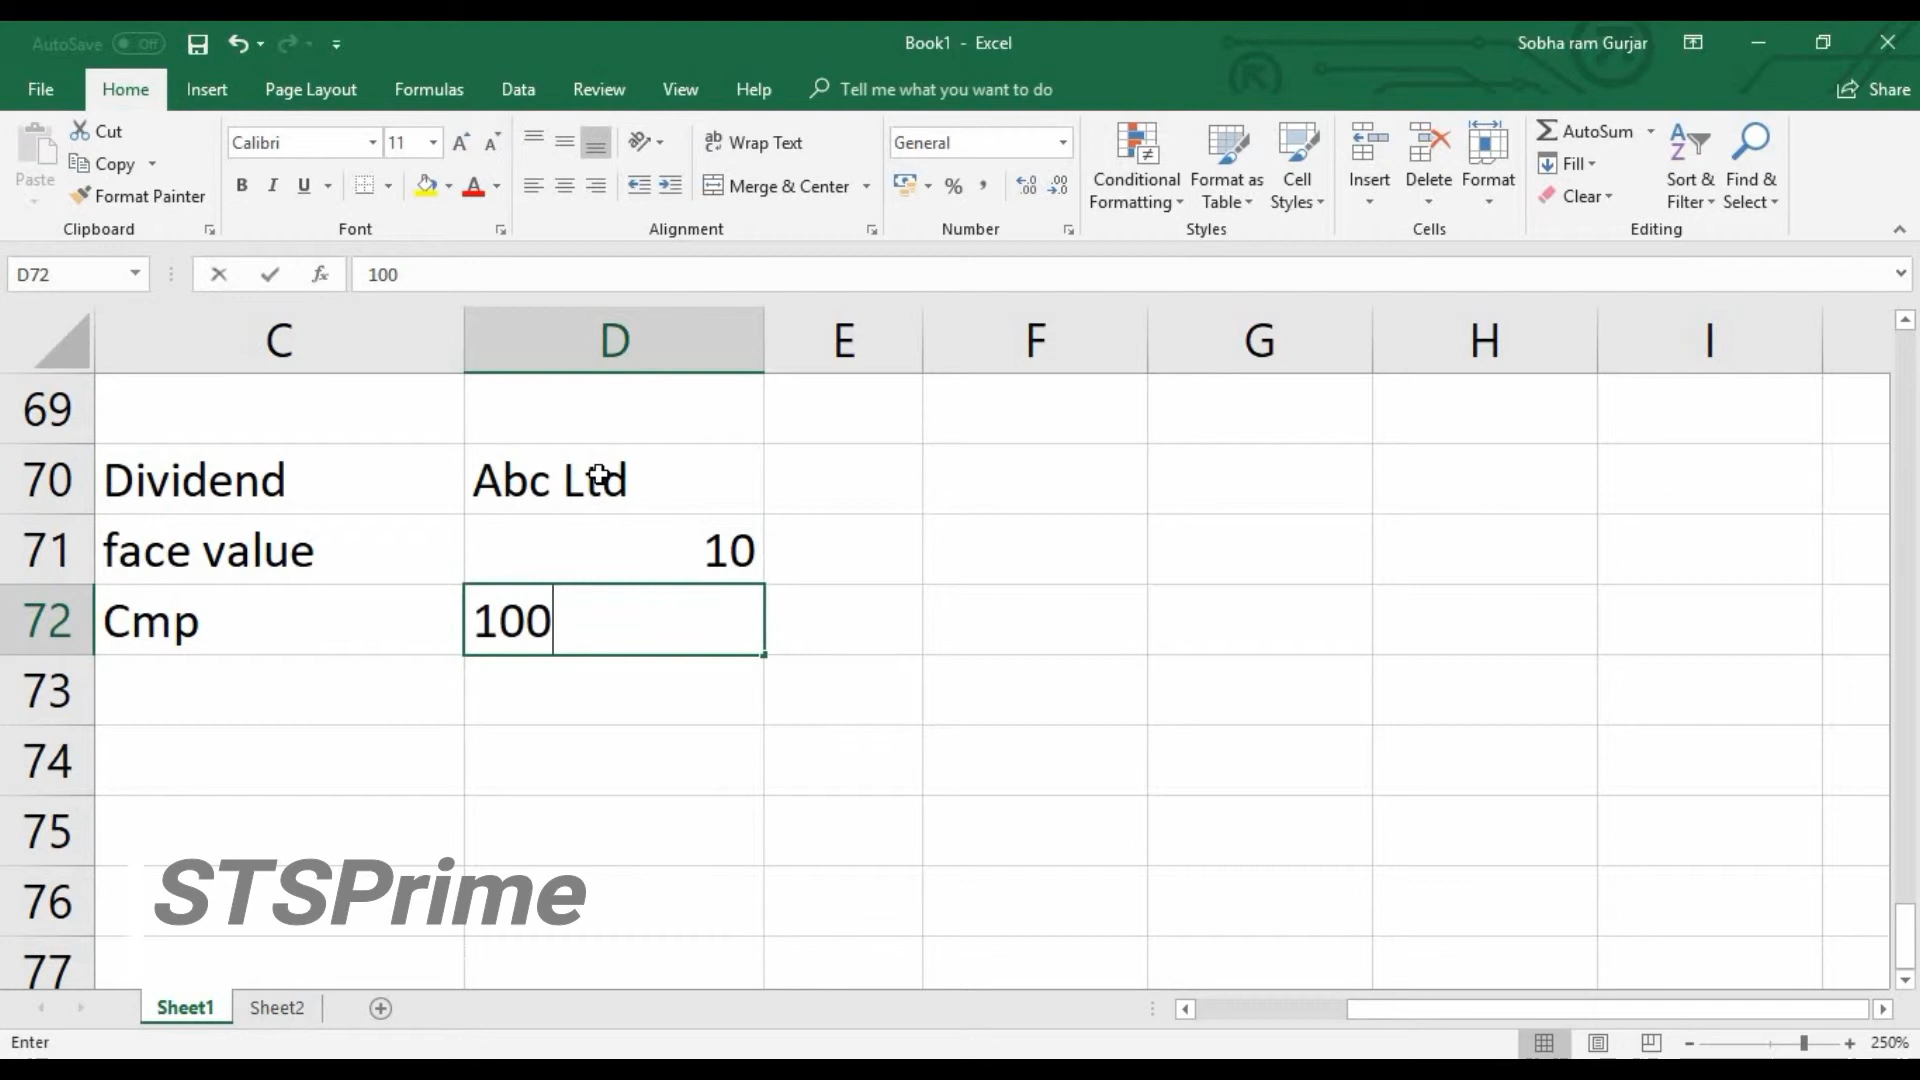 AutoSave Off
Book1 - Excel
Sobha ram Gurjar
File Home Insert Page Layout Formulas Data Review View Help Tell me what you want to do Share
Paste
Cut
Copy
Format Painter
Clipboard
Calibri 11
B I U
Font
Wrap Text
Merge & Center
Alignment
General
Number
Conditional Formatting
Format as Table
Cell Styles
Styles
Insert Delete Format
Cells
AutoSum
Fill
Clear
Sort & Filter
Find & Select
Editing
D72 fx 100
C D E F G H I
69
70 Dividend Abc Ltd
71 face value 10
72 Cmp 100
73
74
75
76
77
STSPrime
Sheet1 Sheet2
Enter 250%